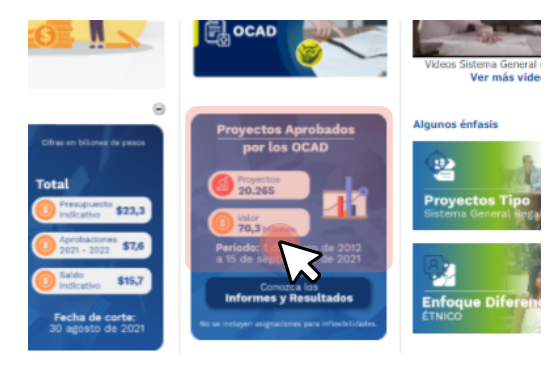 Cifras en billones de pesos
Total
Presupuesto
indicativo $23,3
Aprobaciones
2021 - 2022 $7,6
Saldo
indicativo $15,7
Fecha de corte:
30 agosto de 2021
OCAD
Proyectos Aprobados
por los OCAD
Proyectos
20.265
Valor
70,3 billones
Periodo: 1 de 2012
a 15 de de 2021
Conozca los
Informes y Resultados
No se incluyen asignaciones para inflexibilidades.
Videos Sistema General
Ver más
Algunos énfasis
Proyectos Tipo
Sistema General
Enfoque
ÉTNICO